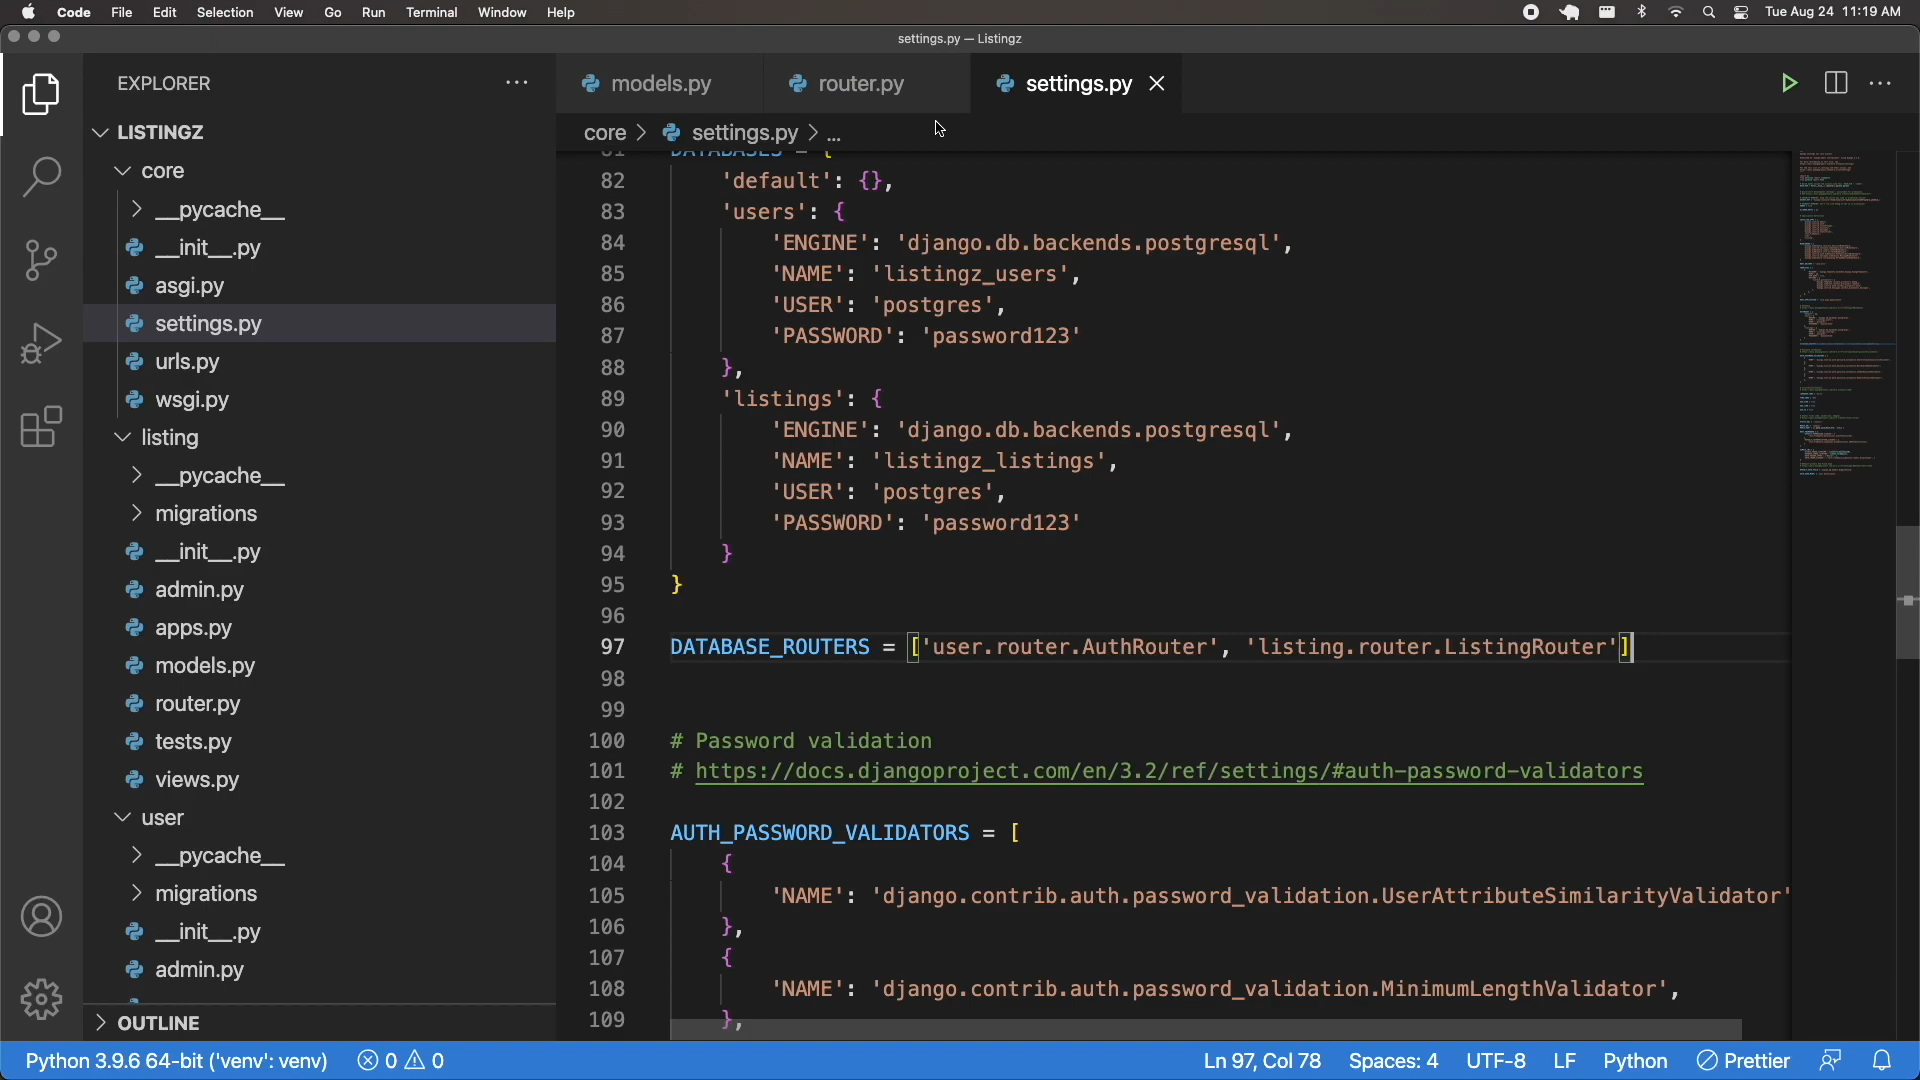 Code File Edit Selection View Go Run Terminal Window Help Tue Aug 24 11:19 AM
settings.py — Listingz
EXPLORER
LISTINGZ
core
__pycache__
__init__.py
asgi.py
settings.py
urls.py
wsgi.py
listing
__pycache__
migrations
__init__.py
admin.py
apps.py
models.py
router.py
tests.py
views.py
user
__pycache__
migrations
__init__.py
admin.py
OUTLINE
models.py router.py settings.py
core > settings.py > ...
81 DATABASES = {
82 'default': {},
83 'users': {
84 'ENGINE': 'django.db.backends.postgresql',
85 'NAME': 'listingz_users',
86 'USER': 'postgres',
87 'PASSWORD': 'password123'
88 },
89 'listings': {
90 'ENGINE': 'django.db.backends.postgresql',
91 'NAME': 'listingz_listings',
92 'USER': 'postgres',
93 'PASSWORD': 'password123'
94 }
95 }
96
97 DATABASE_ROUTERS = ['user.router.AuthRouter', 'listing.router.ListingRouter']
98
99
100 # Password validation
101 # https://docs.djangoproject.com/en/3.2/ref/settings/#auth-password-validators
102
103 AUTH_PASSWORD_VALIDATORS = [
104 {
105 'NAME': 'django.contrib.auth.password_validation.UserAttributeSimilarityValidator'
106 },
107 {
108 'NAME': 'django.contrib.auth.password_validation.MinimumLengthValidator',
109 },
Python 3.9.6 64-bit ('venv': venv) 0 0 Ln 97, Col 78 Spaces: 4 UTF-8 LF Python Prettier